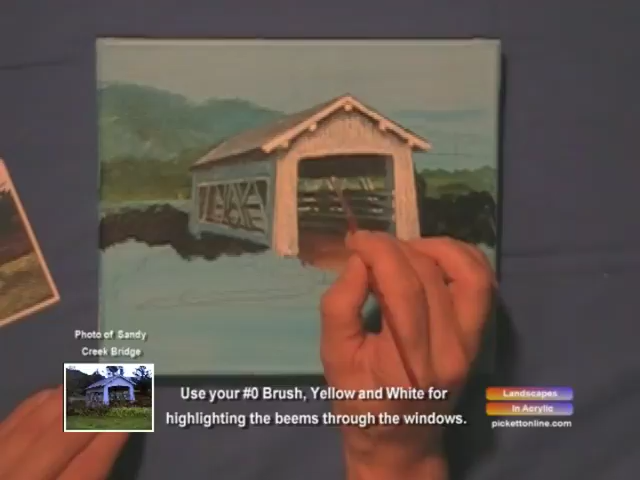 Photo of Sandy
Creek Bridge
Use your #0 Brush, Yellow and White for
highlighting the beems through the windows.
Landscapes
In Acrylic
pickettonline.com